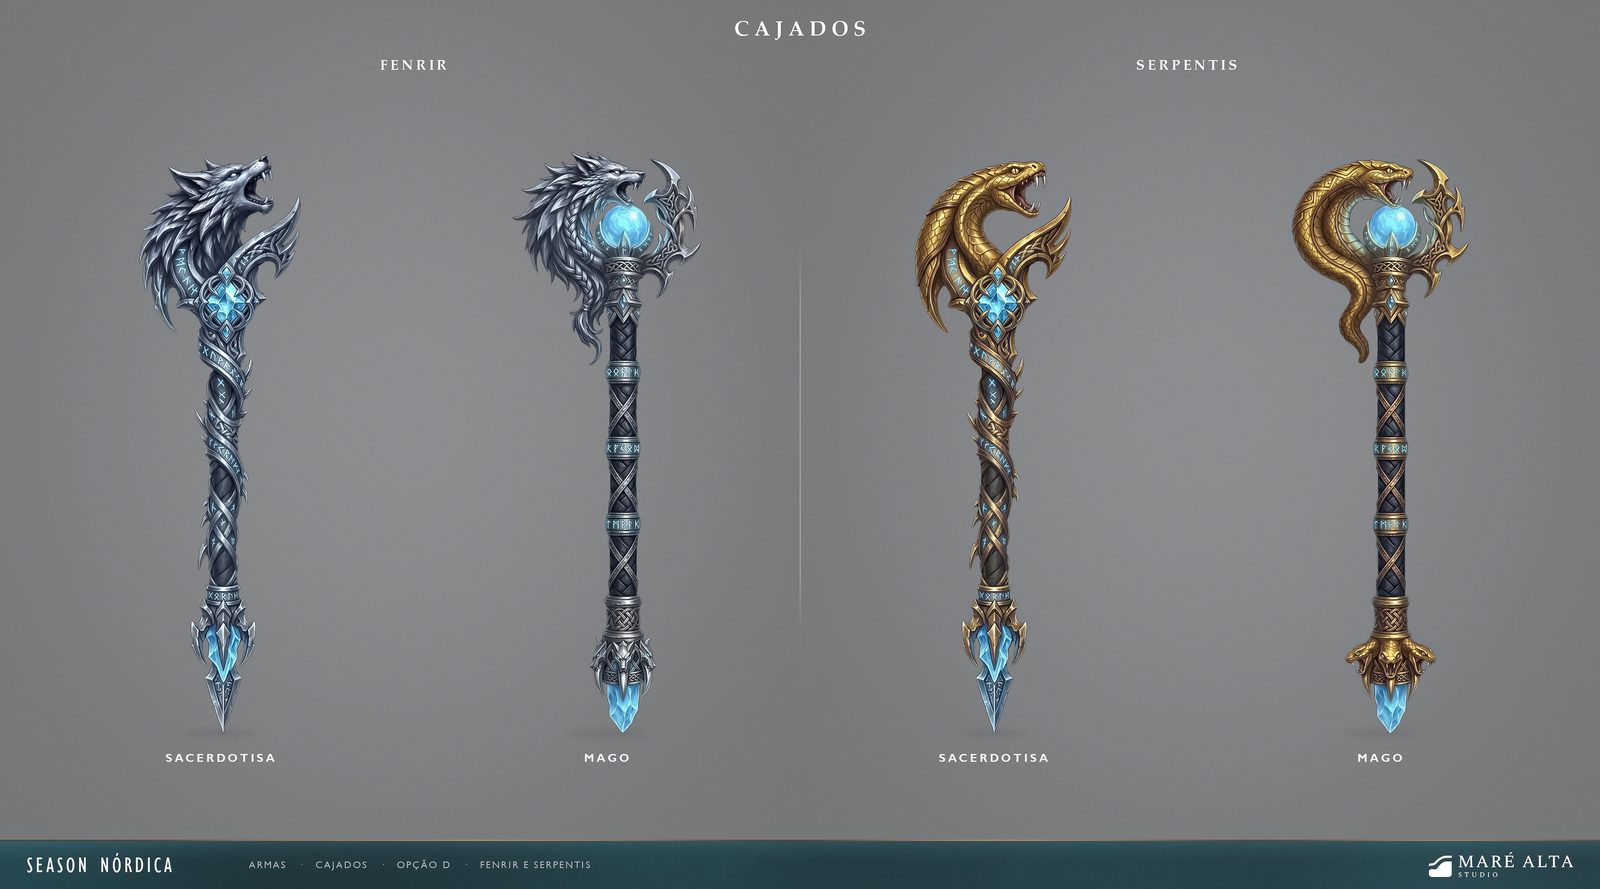 CAJADOS
FENRIR
SERPENTIS
SACERDOTISA
MAGO
SACERDOTISA
MAGO
SEASON NÓRDICA
ARMAS · CAJADOS · OPÇÃO D · FENRIR E SERPENTIS
MARÉ ALTA
STUDIO